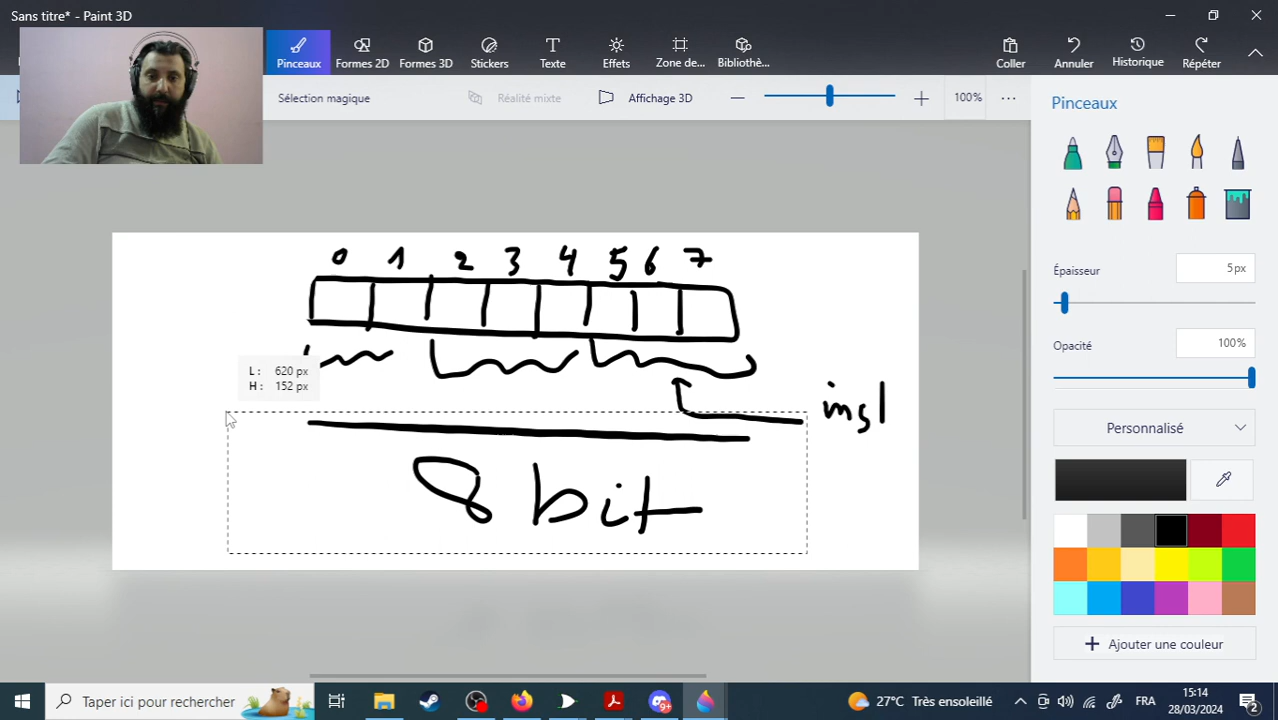 Sans titre* - Paint 3D
Pinceaux
Formes 2D
Formes 3D
Stickers
Texte
Effets
Zone de...
Bibliothè...
Coller
Annuler
Historique
Répéter
Sélection magique
Réalité mixte
Affichage 3D
100%
Pinceaux
Épaisseur
5px
Opacité
100%
Personnalisé
Ajouter une couleur
0 1 2 3 4 5 6 7
L : 620 px
H : 152 px
8 bit
Taper ici pour rechercher
9+
27°C Très ensoleillé
FRA
15:14
28/03/2024
2